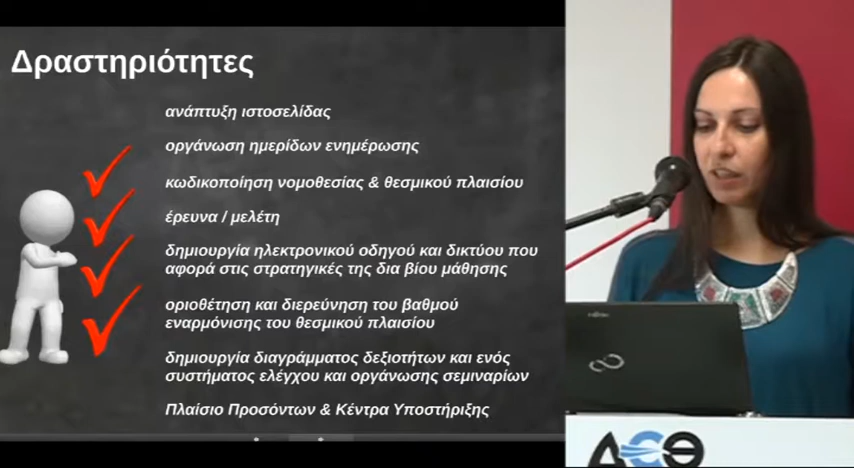 Δραστηριότητες
ανάπτυξη ιστοσελίδας
οργάνωση ημερίδων ενημέρωσης
κωδικοποίηση νομοθεσίας & θεσμικού πλαισίου
έρευνα / μελέτη
δημιουργία ηλεκτρονικού οδηγού και δικτύου που
αφορά στις στρατηγικές της δια βίου μάθησης
οριοθέτηση και διερεύνηση του βαθμού
εναρμόνισης του θεσμικού πλαισίου
δημιουργία διαγράμματος δεξιοτήτων και ενός
συστήματος ελέγχου και οργάνωσης σεμιναρίων
Πλαίσιο Προσόντων & Κέντρα Υποστήριξης